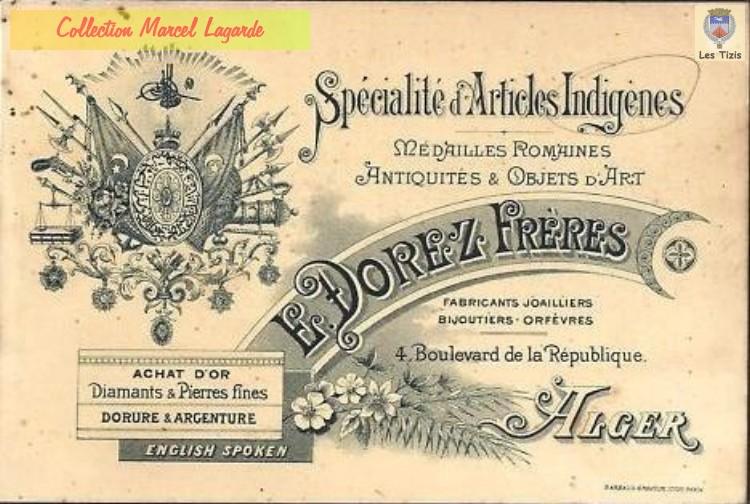 Collection Marcel Lagarde
Les Tizis
Spécialité d'Articles Indigènes
MÉDAILLES ROMAINES
ANTIQUITÉS & OBJETS D'ART
E. DOREZ FRÈRES
FABRICANTS JOAILLIERS
BIJOUTIERS - ORFÈVRES
4, Boulevard de la République.
ALGER
ACHAT D'OR
Diamants & Pierres fines
DORURE & ARGENTURE
ENGLISH SPOKEN